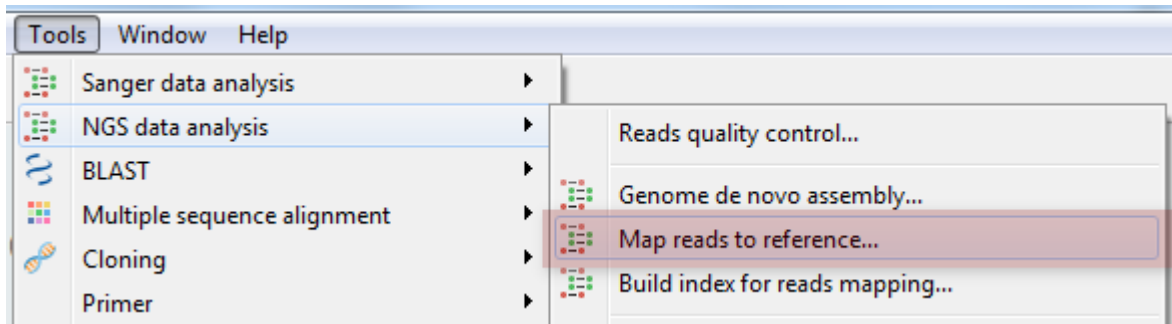 Tools Window Help
Sanger data analysis
NGS data analysis
BLAST
Multiple sequence alignment
Cloning
Primer
Reads quality control...
Genome de novo assembly...
Map reads to reference...
Build index for reads mapping...